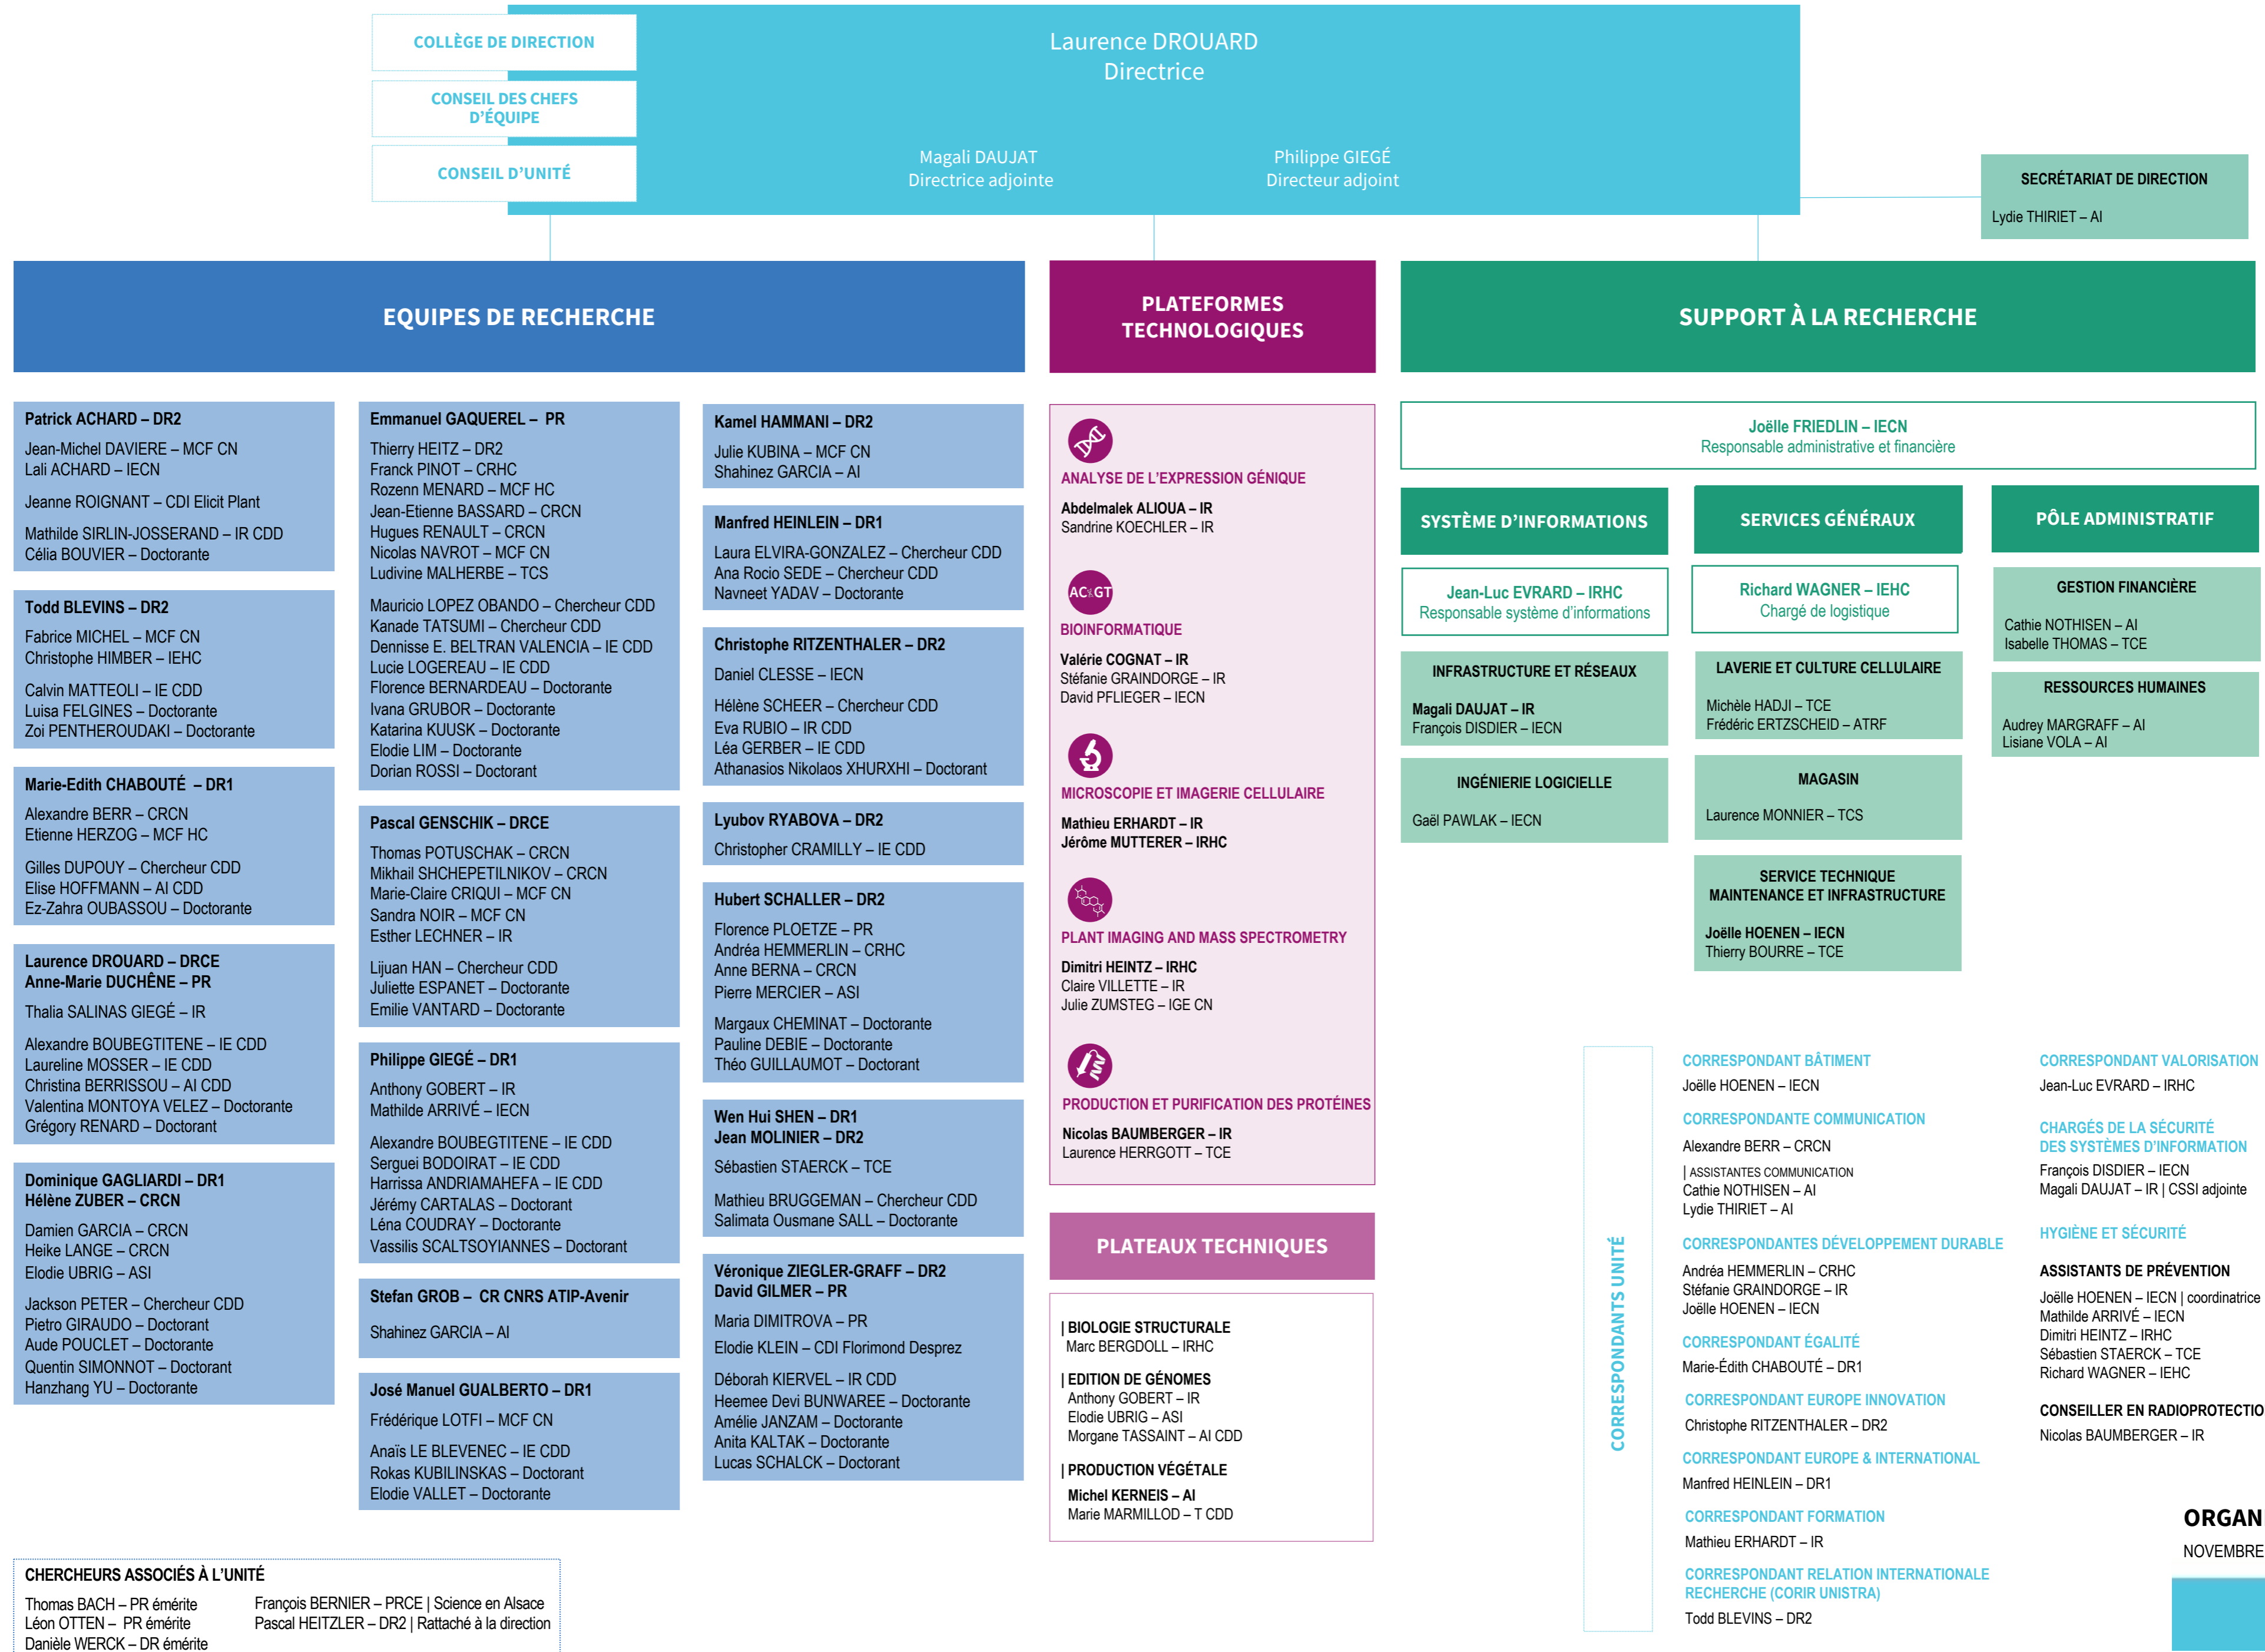 COLLÈGE DE DIRECTION
CONSEIL DES CHEFS
D'ÉQUIPE
CONSEIL D'UNITÉ
Laurence DROUARD
Directrice
Magali DAUJAT
Directrice adjointe
Philippe GIEGÉ
Directeur adjoint
SECRÉTARIAT DE DIRECTION
Lydie THIRIET – AI
EQUIPES DE RECHERCHE
Patrick ACHARD – DR2
Jean-Michel DAVIERE – MCF CN
Lali ACHARD – IECN
Jeanne ROIGNANT – CDI Elicit Plant
Mathilde SIRLIN-JOSSERAND – IR CDD
Célia BOUVIER – Doctorante
Todd BLEVINS – DR2
Fabrice MICHEL – MCF CN
Christophe HIMBER – IEHC
Calvin MATTEOLI – IE CDD
Luisa FELGINES – Doctorante
Zoi PENTHEROUDAKI – Doctorante
Marie-Edith CHABOUTÉ – DR1
Alexandre BERR – CRCN
Etienne HERZOG – MCF HC
Gilles DUPOUY – Chercheur CDD
Elise HOFFMANN – AI CDD
Ez-Zahra OUBASSOU – Doctorante
Laurence DROUARD – DRCE
Anne-Marie DUCHÊNE – PR
Thalia SALINAS GIEGÉ – IR
Alexandre BOUBEGTITENE – IE CDD
Laureline MOSSER – IE CDD
Christina BERRISSOU – AI CDD
Valentina MONTOYA VELEZ – Doctorante
Grégory RENARD – Doctorant
Dominique GAGLIARDI – DR1
Hélène ZUBER – CRCN
Damien GARCIA – CRCN
Heike LANGE – CRCN
Elodie UBRIG – ASI
Jackson PETER – Chercheur CDD
Pietro GIRAUDO – Doctorant
Aude POUCLET – Doctorante
Quentin SIMONNOT – Doctorant
Hanzhang YU – Doctorante
Emmanuel GAQUEREL – PR
Thierry HEITZ – DR2
Franck PINOT – CRHC
Rozenn MENARD – MCF HC
Jean-Etienne BASSARD – CRCN
Hugues RENAULT – CRCN
Nicolas NAVROT – MCF CN
Ludivine MALHERBE – TCS
Mauricio LOPEZ OBANDO – Chercheur CDD
Kanade TATSUMI – Chercheur CDD
Dennisse E. BELTRAN VALENCIA – IE CDD
Lucie LOGEREAU – IE CDD
Florence BERNARDEAU – Doctorante
Ivana GRUBOR – Doctorante
Katarina KUUSK – Doctorante
Elodie LIM – Doctorante
Dorian ROSSI – Doctorant
Pascal GENSCHIK – DRCE
Thomas POTUSCHAK – CRCN
Mikhail SHCHEPETILNIKOV – CRCN
Marie-Claire CRIQUI – MCF CN
Sandra NOIR – MCF CN
Esther LECHNER – IR
Lijuan HAN – Chercheur CDD
Juliette ESPANET – Doctorante
Emilie VANTARD – Doctorante
Philippe GIEGÉ – DR1
Anthony GOBERT – IR
Mathilde ARRIVÉ – IECN
Alexandre BOUBEGTITENE – IE CDD
Serguei BODOIRAT – IE CDD
Harrissa ANDRIAMAHEFA – IE CDD
Jérémy CARTALAS – Doctorant
Léna COUDRAY – Doctorante
Vassilis SCALTSOYIANNES – Doctorant
Stefan GROB – CR CNRS ATIP-Avenir
Shahinez GARCIA – AI
José Manuel GUALBERTO – DR1
Frédérique LOTFI – MCF CN
Anaïs LE BLEVENEC – IE CDD
Rokas KUBILINSKAS – Doctorant
Elodie VALLET – Doctorante
Kamel HAMMANI – DR2
Julie KUBINA – MCF CN
Shahinez GARCIA – AI
Manfred HEINLEIN – DR1
Laura ELVIRA-GONZALEZ – Chercheur CDD
Ana Rocio SEDE – Chercheur CDD
Navneet YADAV – Doctorante
Christophe RITZENTHALER – DR2
Daniel CLESSE – IECN
Hélène SCHEER – Chercheur CDD
Eva RUBIO – IR CDD
Léa GERBER – IE CDD
Athanasios Nikolaos XHURXHI – Doctorant
Lyubov RYABOVA – DR2
Christopher CRAMILLY – IE CDD
Hubert SCHALLER – DR2
Florence PLOETZE – PR
Andréa HEMMERLIN – CRHC
Anne BERNA – CRCN
Pierre MERCIER – ASI
Margaux CHEMINAT – Doctorante
Pauline DEBIE – Doctorante
Théo GUILLAUMOT – Doctorant
Wen Hui SHEN – DR1
Jean MOLINIER – DR2
Sébastien STAERCK – TCE
Mathieu BRUGGEMAN – Chercheur CDD
Salimata Ousmane SALL – Doctorante
Véronique ZIEGLER-GRAFF – DR2
David GILMER – PR
Maria DIMITROVA – PR
Elodie KLEIN – CDI Florimond Desprez
Déborah KIERVEL – IR CDD
Heemee Devi BUNWAREE – Doctorante
Amélie JANZAM – Doctorante
Anita KALTAK – Doctorante
Lucas SCHALCK – Doctorant
CHERCHEURS ASSOCIÉS À L'UNITÉ
Thomas BACH – PR émérite
Léon OTTEN – PR émérite
Danièle WERCK – DR émérite
François BERNIER – PRCE | Science en Alsace
Pascal HEITZLER – DR2 | Rattaché à la direction
PLATEFORMES
TECHNOLOGIQUES
ANALYSE DE L'EXPRESSION GÉNIQUE
Abdelmalek ALIOUA – IR
Sandrine KOECHLER – IR
BIOINFORMATIQUE
Valérie COGNAT – IR
Stéfanie GRAINDORGE – IR
David PFLIEGER – IECN
MICROSCOPIE ET IMAGERIE CELLULAIRE
Mathieu ERHARDT – IR
Jérôme MUTTERER – IRHC
PLANT IMAGING AND MASS SPECTROMETRY
Dimitri HEINTZ – IRHC
Claire VILLETTE – IR
Julie ZUMSTEG – IGE CN
PRODUCTION ET PURIFICATION DES PROTÉINES
Nicolas BAUMBERGER – IR
Laurence HERRGOTT – TCE
PLATEAUX TECHNIQUES
| BIOLOGIE STRUCTURALE
Marc BERGDOLL – IRHC
| EDITION DE GÉNOMES
Anthony GOBERT – IR
Elodie UBRIG – ASI
Morgane TASSAINT – AI CDD
| PRODUCTION VÉGÉTALE
Michel KERNEIS – AI
Marie MARMILLOD – T CDD
SUPPORT À LA RECHERCHE
Joëlle FRIEDLIN – IECN
Responsable administrative et financière
SYSTÈME D'INFORMATIONS
Jean-Luc EVRARD – IRHC
Responsable système d'informations
INFRASTRUCTURE ET RÉSEAUX
Magali DAUJAT – IR
François DISDIER – IECN
INGÉNIERIE LOGICIELLE
Gaël PAWLAK – IECN
SERVICES GÉNÉRAUX
Richard WAGNER – IEHC
Chargé de logistique
LAVERIE ET CULTURE CELLULAIRE
Michèle HADJI – TCE
Frédéric ERTZSCHEID – ATRF
MAGASIN
Laurence MONNIER – TCS
SERVICE TECHNIQUE
MAINTENANCE ET INFRASTRUCTURE
Joëlle HOENEN – IECN
Thierry BOURRE – TCE
PÔLE ADMINISTRATIF
GESTION FINANCIÈRE
Cathie NOTHISEN – AI
Isabelle THOMAS – TCE
RESSOURCES HUMAINES
Audrey MARGRAFF – AI
Lisiane VOLA – AI
CORRESPONDANTS UNITÉ
CORRESPONDANT BÂTIMENT
Joëlle HOENEN – IECN
CORRESPONDANTE COMMUNICATION
Alexandre BERR – CRCN
| ASSISTANTES COMMUNICATION
Cathie NOTHISEN – AI
Lydie THIRIET – AI
CORRESPONDANTES DÉVELOPPEMENT DURABLE
Andréa HEMMERLIN – CRHC
Stéfanie GRAINDORGE – IR
Joëlle HOENEN – IECN
CORRESPONDANT ÉGALITÉ
Marie-Édith CHABOUTÉ – DR1
CORRESPONDANT EUROPE INNOVATION
Christophe RITZENTHALER – DR2
CORRESPONDANT EUROPE & INTERNATIONAL
Manfred HEINLEIN – DR1
CORRESPONDANT FORMATION
Mathieu ERHARDT – IR
CORRESPONDANT RELATION INTERNATIONALE
RECHERCHE (CORIR UNISTRA)
Todd BLEVINS – DR2
CORRESPONDANT VALORISATION
Jean-Luc EVRARD – IRHC
CHARGÉS DE LA SÉCURITÉ
DES SYSTÈMES D'INFORMATION
François DISDIER – IECN
Magali DAUJAT – IR | CSSI adjointe
HYGIÈNE ET SÉCURITÉ
ASSISTANTS DE PRÉVENTION
Joëlle HOENEN – IECN | coordinatrice
Mathilde ARRIVÉ – IECN
Dimitri HEINTZ – IRHC
Sébastien STAERCK – TCE
Richard WAGNER – IEHC
CONSEILLER EN RADIOPROTECTIO
Nicolas BAUMBERGER – IR
ORGAN
NOVEMBRE